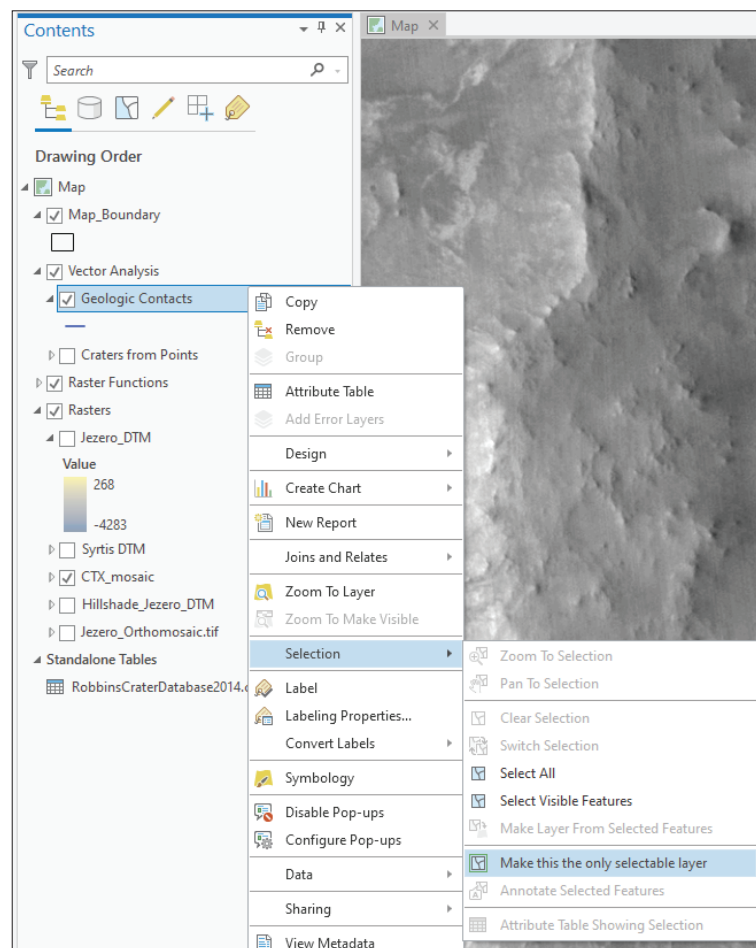 Contents
Map
Search
Drawing Order
Map
Map_Boundary
Vector Analysis
Geologic Contacts
Craters from Points
Raster Functions
Rasters
Jezero_DTM
Value
268
-4283
Syrtis DTM
CTX_mosaic
Hillshade_Jezero_DTM
Jezero_Orthomosaic.tif
Standalone Tables
RobbinsCraterDatabase2014.c
Copy
Remove
Group
Attribute Table
Add Error Layers
Design
Create Chart
New Report
Joins and Relates
Zoom To Layer
Zoom To Make Visible
Selection
Label
Labeling Properties...
Convert Labels
Symbology
Disable Pop-ups
Configure Pop-ups
Data
Sharing
View Metadata
Zoom To Selection
Pan To Selection
Clear Selection
Switch Selection
Select All
Select Visible Features
Make Layer From Selected Features
Make this the only selectable layer
Annotate Selected Features
Attribute Table Showing Selection